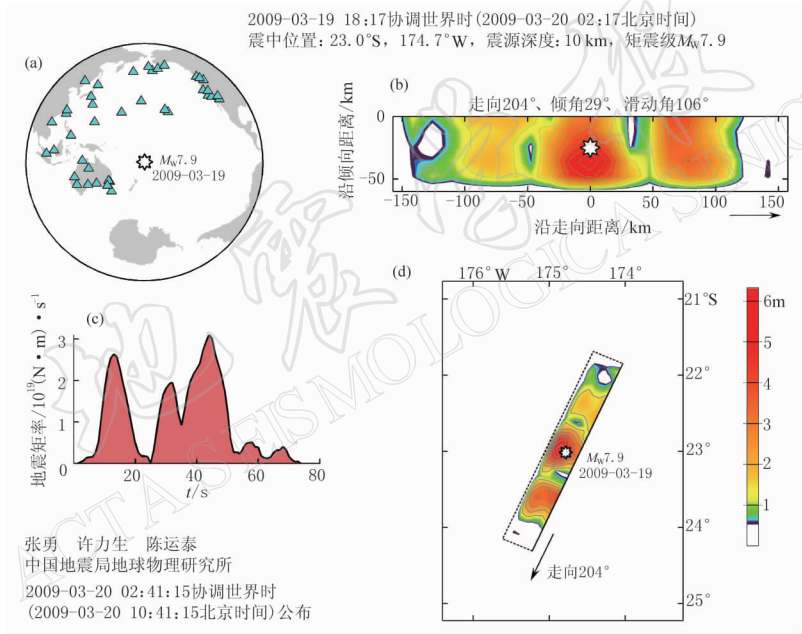 2009-03-19 18:17协调世界时(2009-03-20 02:17北京时间)
震中位置: 23.0°S, 174.7°W, 震源深度: 10 km, 矩震级Mw7.9
(a)
Mw7.9
2009-03-19
(b)
走向204°、倾角29°、滑动角106°
沿倾向距离/km
0
-50
-150 -100 -50 0 50 100 150
沿走向距离/km
(c)
地震矩率/10¹⁹(N·m)·s⁻¹
3
2
1
0
20 40 60 80
t/s
(d)
176°W 175° 174°
21°S
22°
23°
24°
25°
Mw7.9
2009-03-19
走向204°
6m
5
4
3
2
1
张勇 许力生 陈运泰
中国地震局地球物理研究所
2009-03-20 02:41:15协调世界时
(2009-03-20 10:41:15北京时间)公布
地震学报
ACTA SEISMOLOGICA SINICA